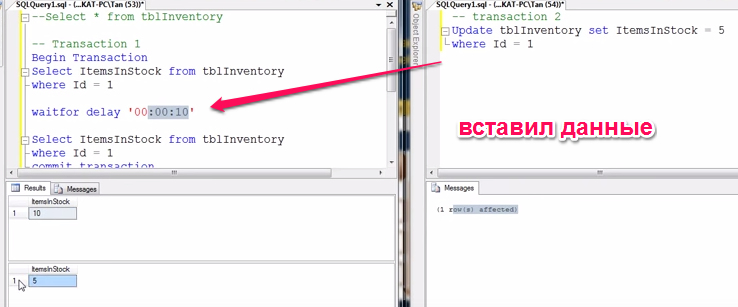 SQLQuery1.sql - (...KAT-PC\Tan (53))*
--Select * from tblInventory
-- Transaction 1
Begin Transaction
Select ItemsInStock from tblInventory
where Id = 1
waitfor delay '00:00:10'
Select ItemsInStock from tblInventory
where Id = 1
commit transaction
Results
Messages
ItemsInStock
1
10
ItemsInStock
1
5
Object Explorer
SQLQuery1.sql - (...KAT-PC\Tan (54))*
-- transaction 2
Update tblInventory set ItemsInStock = 5
where Id = 1
вставил данные
Messages
(1 row(s) affected)